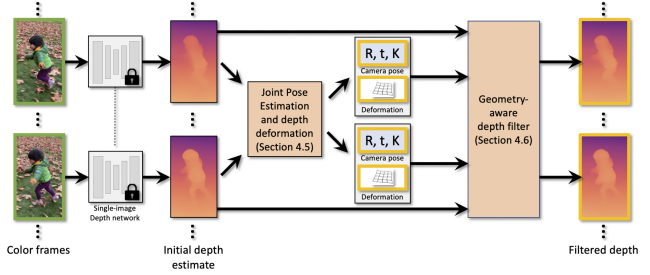 R, t, K
Camera pose
Deformation
Joint Pose
Estimation
and depth
deformation
(Section 4.5)
Geometry-
aware
depth filter
(Section 4.6)
R, t, K
Camera pose
Deformation
Single-image
Depth network
Color frames
Initial depth
estimate
Filtered depth